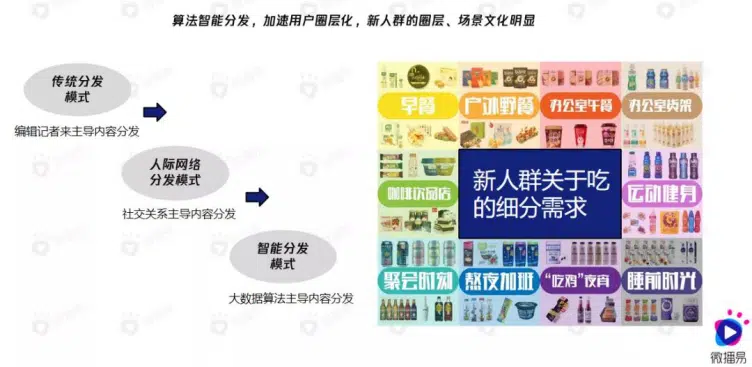 算法智能分发，加速用户圈层化，新人群的圈层、场景文化明显
传统分发
模式
编辑记者来主导内容分发
人际网络
分发模式
社交关系主导内容分发
智能分发
模式
大数据算法主导内容分发
早餐
户外野餐
办公室午餐
办公室货架
咖啡饮品店
新人群关于吃
的细分需求
运动健身
聚会时刻
熬夜加班
“吃鸡”夜宵
睡前时光
微播易